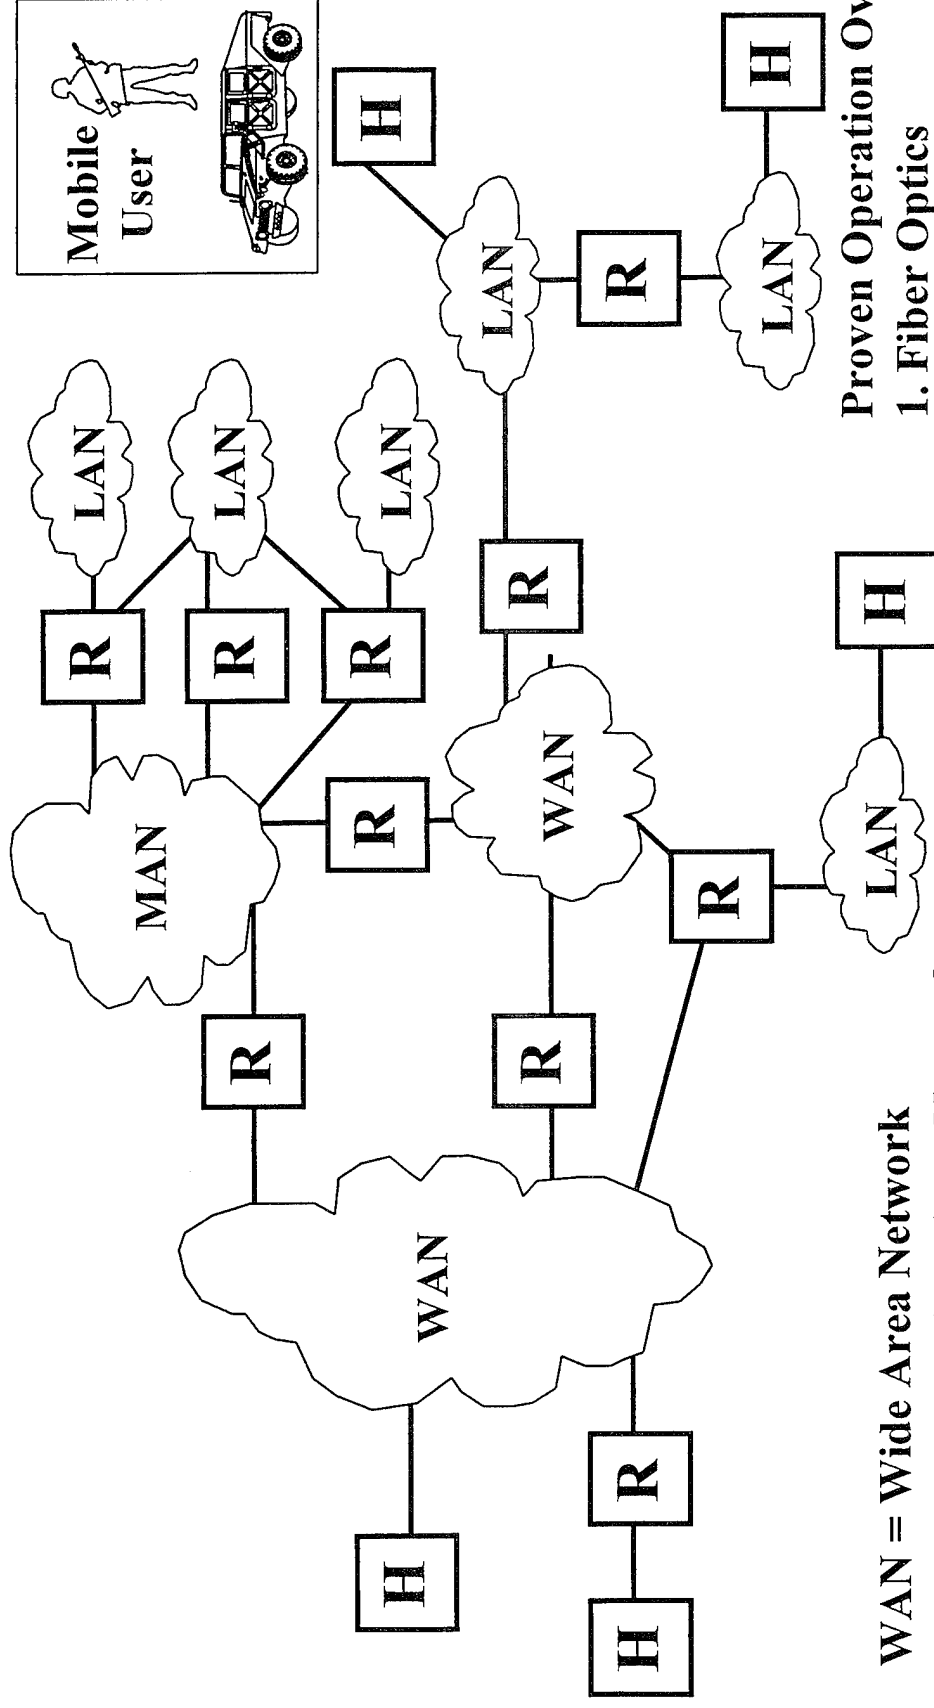 Mobile
User
R
LAN
MAN
R
LAN
R
R
LAN
R
H
H
WAN
LAN
R
R
WAN
R
H
R
R
LAN
H
LAN
H
Proven Operation
1. Fiber Optics
WAN = Wide Area Network